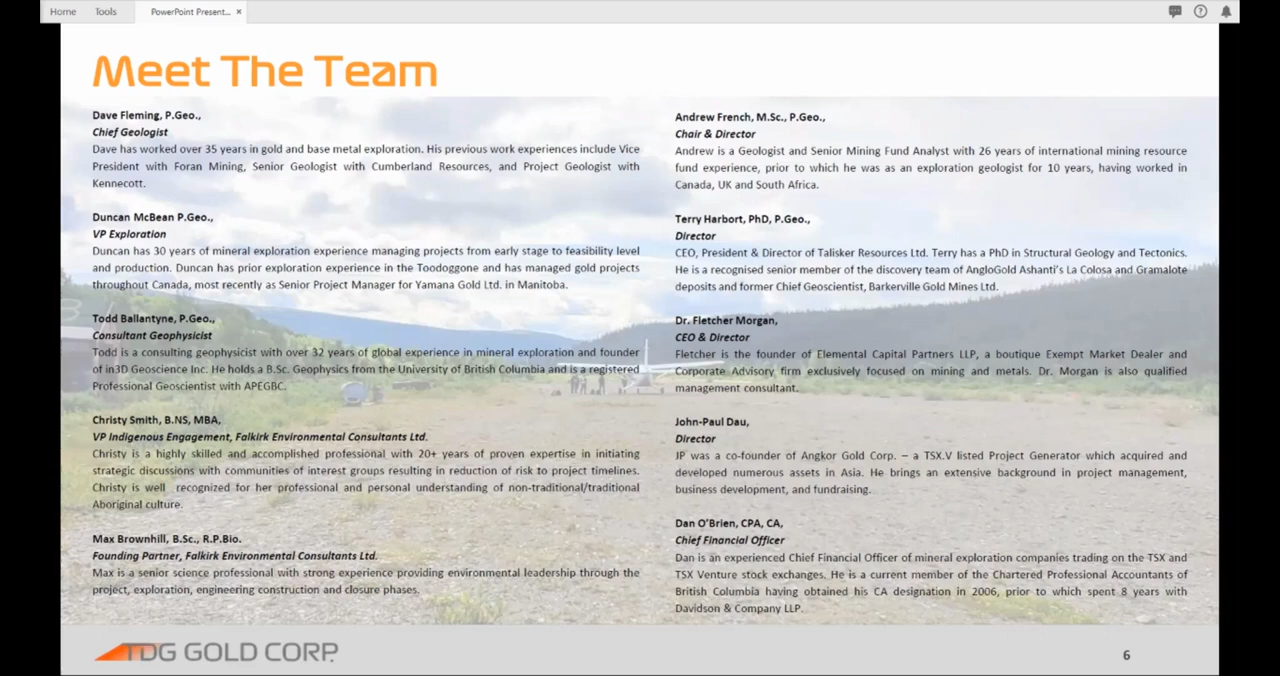 Home Tools PowerPoint Present... ×
Meet The Team
Dave Fleming, P.Geo.,
Chief Geologist
Dave has worked over 35 years in gold and base metal exploration. His previous work experiences include Vice
President with Foran Mining, Senior Geologist with Cumberland Resources, and Project Geologist with
Kennecott.
Duncan McBean P.Geo.,
VP Exploration
Duncan has 30 years of mineral exploration experience managing projects from early stage to feasibility level
and production. Duncan has prior exploration experience in the Toodoggone and has managed gold projects
throughout Canada, most recently as Senior Project Manager for Yamana Gold Ltd. in Manitoba.
Todd Ballantyne, P.Geo.,
Consultant Geophysicist
Todd is a consulting geophysicist with over 32 years of global experience in mineral exploration and founder
of in3D Geoscience Inc. He holds a B.Sc. Geophysics from the University of British Columbia and is a registered
Professional Geoscientist with APEGBC.
Christy Smith, B.NS, MBA,
VP Indigenous Engagement, Falkirk Environmental Consultants Ltd.
Christy is a highly skilled and accomplished professional with 20+ years of proven expertise in initiating
strategic discussions with communities of interest groups resulting in reduction of risk to project timelines.
Christy is well recognized for her professional and personal understanding of non-traditional/traditional
Aboriginal culture.
Max Brownhill, B.Sc., R.P.Bio.
Founding Partner, Falkirk Environmental Consultants Ltd.
Max is a senior science professional with strong experience providing environmental leadership through the
project, exploration, engineering construction and closure phases.
Andrew French, M.Sc., P.Geo.,
Chair & Director
Andrew is a Geologist and Senior Mining Fund Analyst with 26 years of international mining resource
fund experience, prior to which he was as an exploration geologist for 10 years, having worked in
Canada, UK and South Africa.
Terry Harbort, PhD, P.Geo.,
Director
CEO, President & Director of Talisker Resources Ltd. Terry has a PhD in Structural Geology and Tectonics.
He is a recognised senior member of the discovery team of AngloGold Ashanti's La Colosa and Gramalote
deposits and former Chief Geoscientist, Barkerville Gold Mines Ltd.
Dr. Fletcher Morgan,
CEO & Director
Fletcher is the founder of Elemental Capital Partners LLP, a boutique Exempt Market Dealer and
Corporate Advisory firm exclusively focused on mining and metals. Dr. Morgan is also qualified
management consultant.
John-Paul Dau,
Director
JP was a co-founder of Angkor Gold Corp. – a TSX.V listed Project Generator which acquired and
developed numerous assets in Asia. He brings an extensive background in project management,
business development, and fundraising.
Dan O'Brien, CPA, CA,
Chief Financial Officer
Dan is an experienced Chief Financial Officer of mineral exploration companies trading on the TSX and
TSX Venture stock exchanges. He is a current member of the Chartered Professional Accountants of
British Columbia having obtained his CA designation in 2006, prior to which spent 8 years with
Davidson & Company LLP.
TDG GOLD CORP.
6